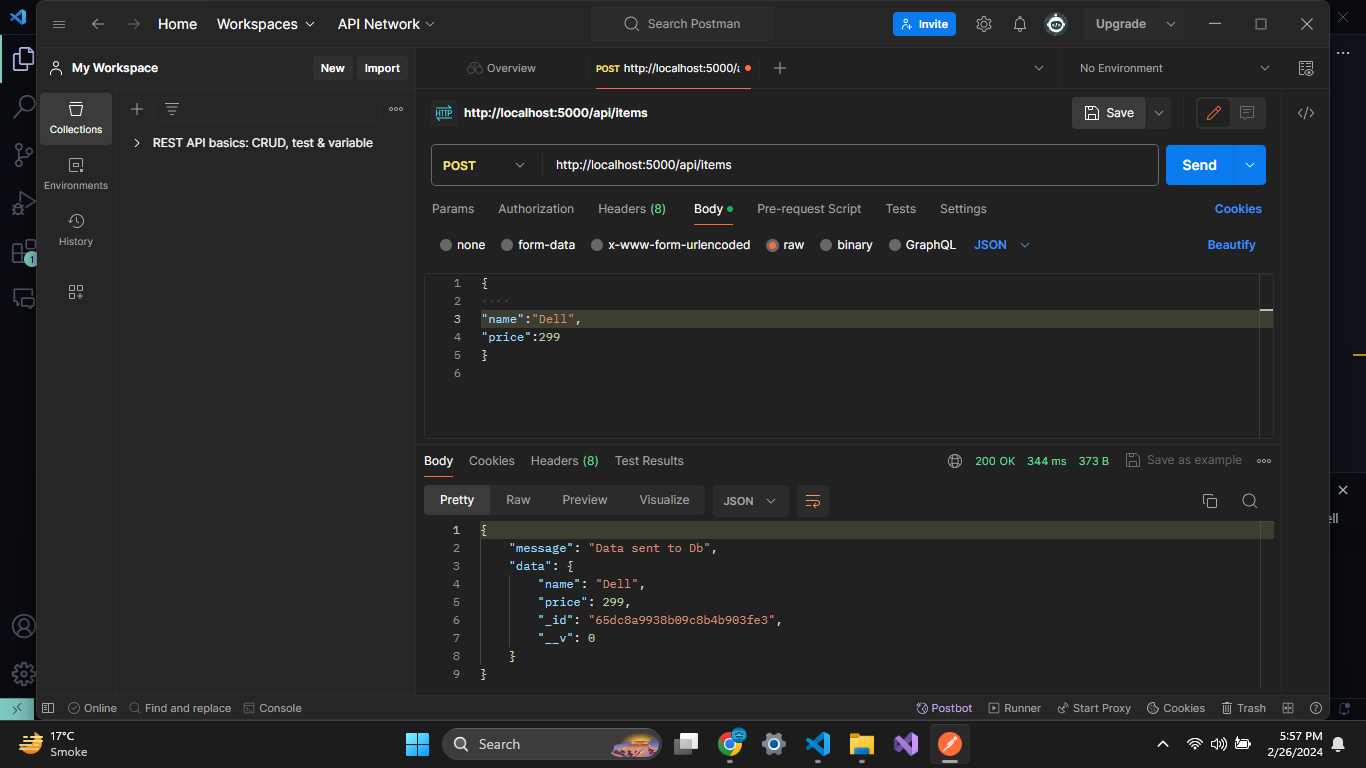 Home Workspaces API Network Search Postman Invite Upgrade
My Workspace New Import Overview POST http://localhost:5000/a No Environment
Collections
Environments
History
REST API basics: CRUD, test & variable
HTTP http://localhost:5000/api/items Save
POST http://localhost:5000/api/items Send
Params Authorization Headers (8) Body Pre-request Script Tests Settings Cookies
none form-data x-www-form-urlencoded raw binary GraphQL JSON Beautify
1 {
2 ····
3 "name":"Dell",
4 "price":299
5 }
6
Body Cookies Headers (8) Test Results 200 OK 344 ms 373 B Save as example
Pretty Raw Preview Visualize JSON
1 {
2 "message": "Data sent to Db",
3 "data": {
4 "name": "Dell",
5 "price": 299,
6 "_id": "65dc8a9938b09c8b4b903fe3",
7 "__v": 0
8 }
9 }
1
ell
Online Find and replace Console Postbot Runner Start Proxy Cookies Trash
17°C
Smoke
Search
5:57 PM
2/26/2024